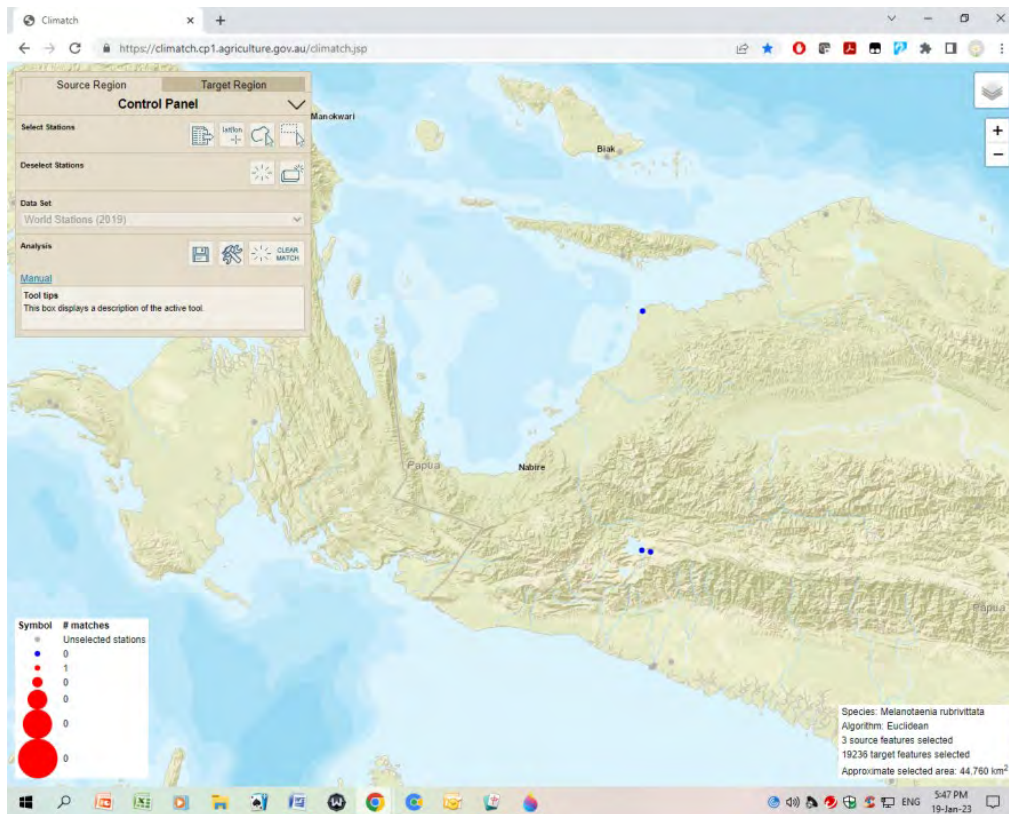 Climatch
https://climatch.cp1.agriculture.gov.au/climatch.jsp
Source Region
Target Region
Control Panel
Select Stations
lat/lon
Deselect Stations
Data Set
World Stations (2019)
Analysis
CLEAR
MATCH
Manual
Tool tips
This box displays a description of the active tool.
Manokwari
Biak
Papua
Nabire
Papua
Symbol # matches
Unselected stations
0
1
0
0
0
0
Species: Melanotaenia rubrivittata
Algorithm: Euclidean
3 source features selected
19236 target features selected
Approximate selected area: 44,760 km²
ENG
5:47 PM
19-Jan-23